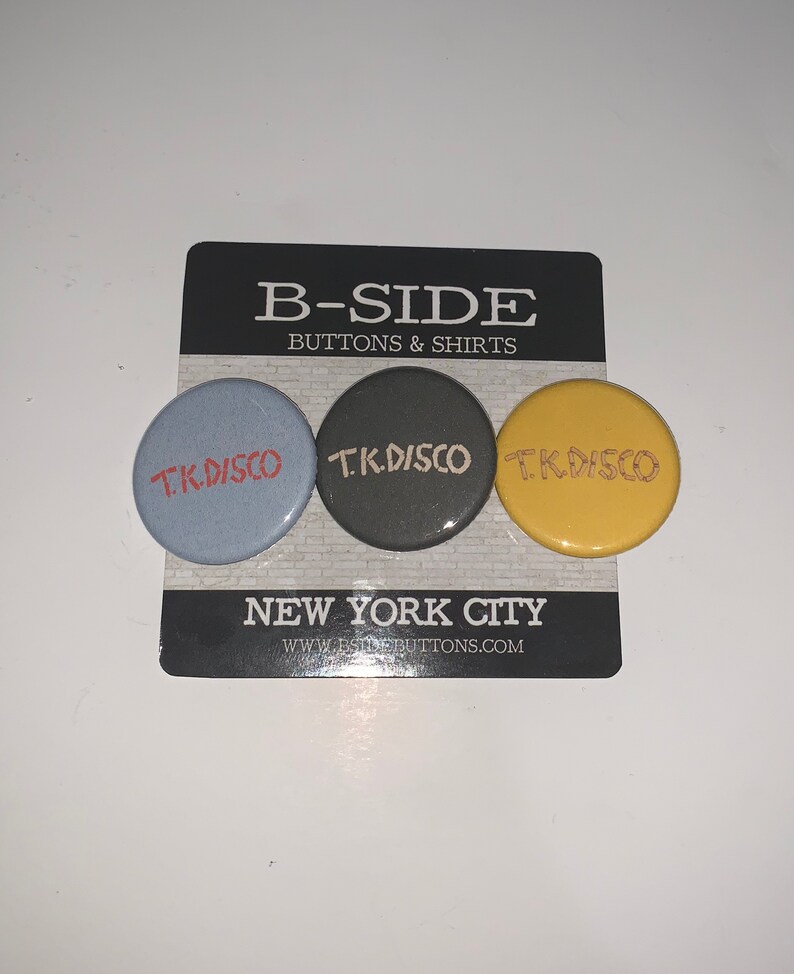 B-SIDE
BUTTONS & SHIRTS
T.K.DISCO
T.K.DISCO
T.K.DISCO
NEW YORK CITY
WWW.BSIDEBUTTONS.COM